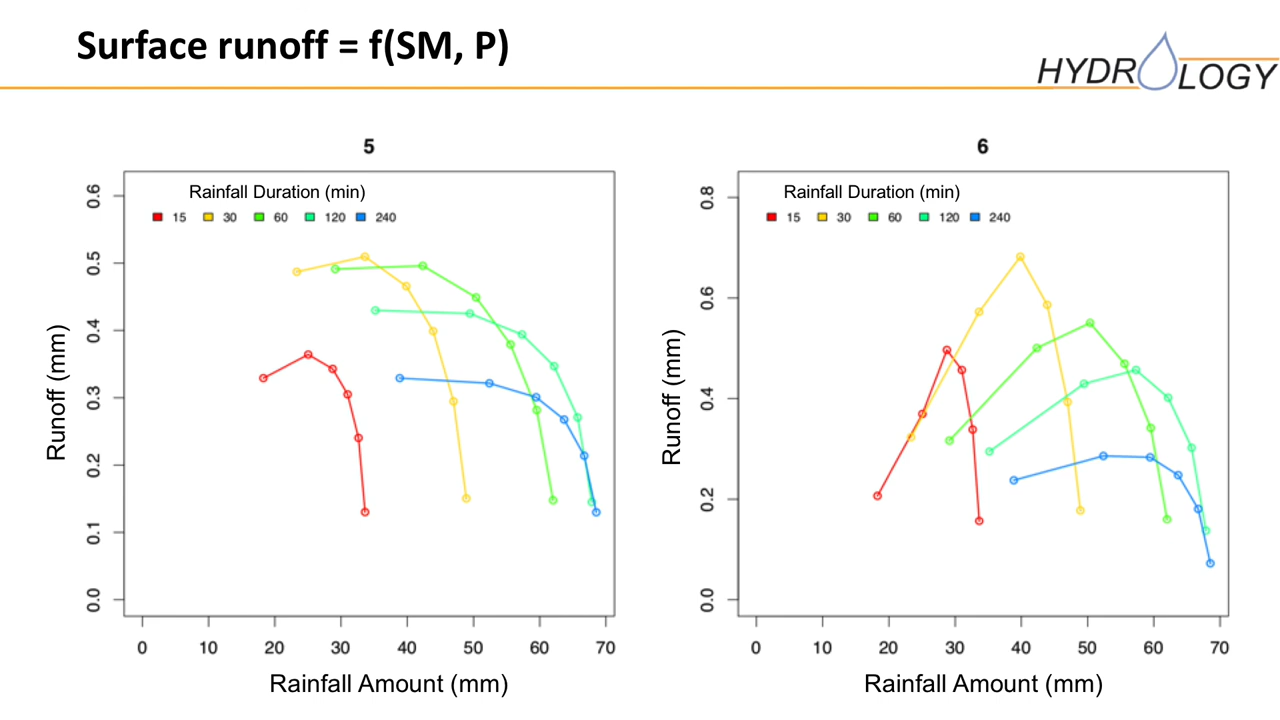 Surface runoff = f(SM, P)
HYDROLOGY
5
Rainfall Duration (min)
15 30 60 120 240
Runoff (mm)
0.6
0.5
0.4
0.3
0.2
0.1
0.0
0 10 20 30 40 50 60 70
Rainfall Amount (mm)
6
Rainfall Duration (min)
15 30 60 120 240
Runoff (mm)
0.8
0.6
0.4
0.2
0.0
0 10 20 30 40 50 60 70
Rainfall Amount (mm)